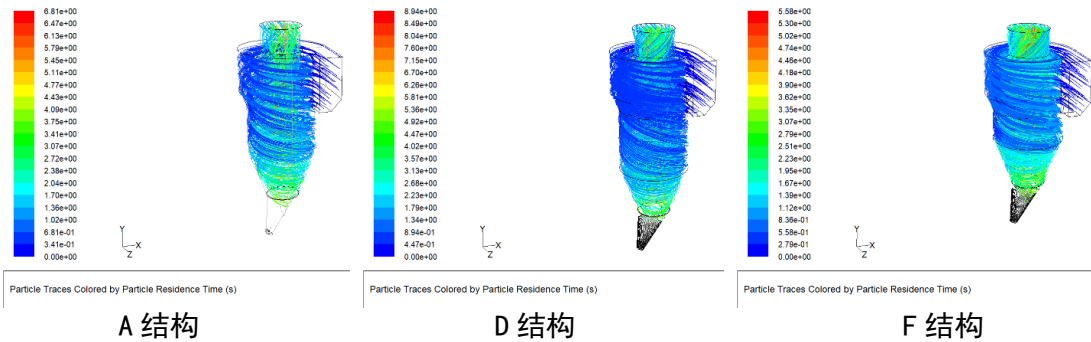 6.81e+00
6.47e+00
6.13e+00
5.79e+00
5.45e+00
5.11e+00
4.77e+00
4.43e+00
4.09e+00
3.75e+00
3.41e+00
3.07e+00
2.72e+00
2.38e+00
2.04e+00
1.70e+00
1.36e+00
1.02e+00
6.81e-01
3.41e-01
0.00e+00
Y
X
Z
Particle Traces Colored by Particle Residence Time (s)
A 结构
8.94e+00
8.49e+00
8.04e+00
7.60e+00
7.15e+00
6.70e+00
6.26e+00
5.81e+00
5.36e+00
4.92e+00
4.47e+00
4.02e+00
3.58e+00
3.13e+00
2.68e+00
2.23e+00
1.79e+00
1.34e+00
8.94e-01
4.47e-01
0.00e+00
Y
X
Z
Particle Traces Colored by Particle Residence Time (s)
D 结构
5.58e+00
5.30e+00
5.02e+00
4.74e+00
4.46e+00
4.18e+00
3.90e+00
3.62e+00
3.35e+00
3.07e+00
2.79e+00
2.51e+00
2.23e+00
1.95e+00
1.67e+00
1.39e+00
1.12e+00
8.36e-01
5.58e-01
2.79e-01
0.00e+00
Y
X
Z
Particle Traces Colored by Particle Residence Time (s)
F 结构